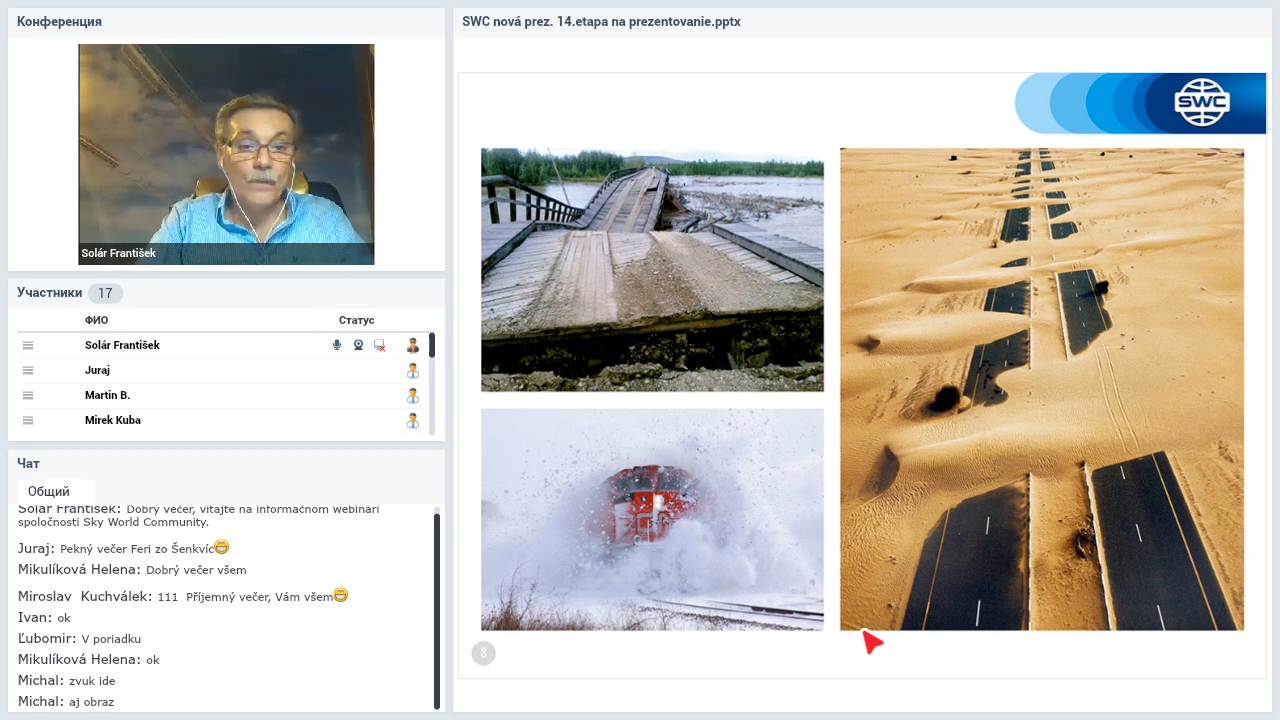 Конференция
Solár František
Участники 17
ФИО Статус
Solár František
Juraj
Martin B.
Mirek Kuba
Чат
Общий
Solár František: Dobrý večer, vitajte na informačnom webinári
spoločnosti Sky World Community.
Juraj: Pekný večer Feri zo Šenkvíc
Mikulíková Helena: Dobrý večer všem
Miroslav Kuchválek: 111 Příjemný večer, Vám všem
Ivan: ok
Ľubomir: V poriadku
Mikulíková Helena: ok
Michal: zvuk ide
Michal: aj obraz
SWC nová prez. 14.etapa na prezentovanie.pptx
SWC
8